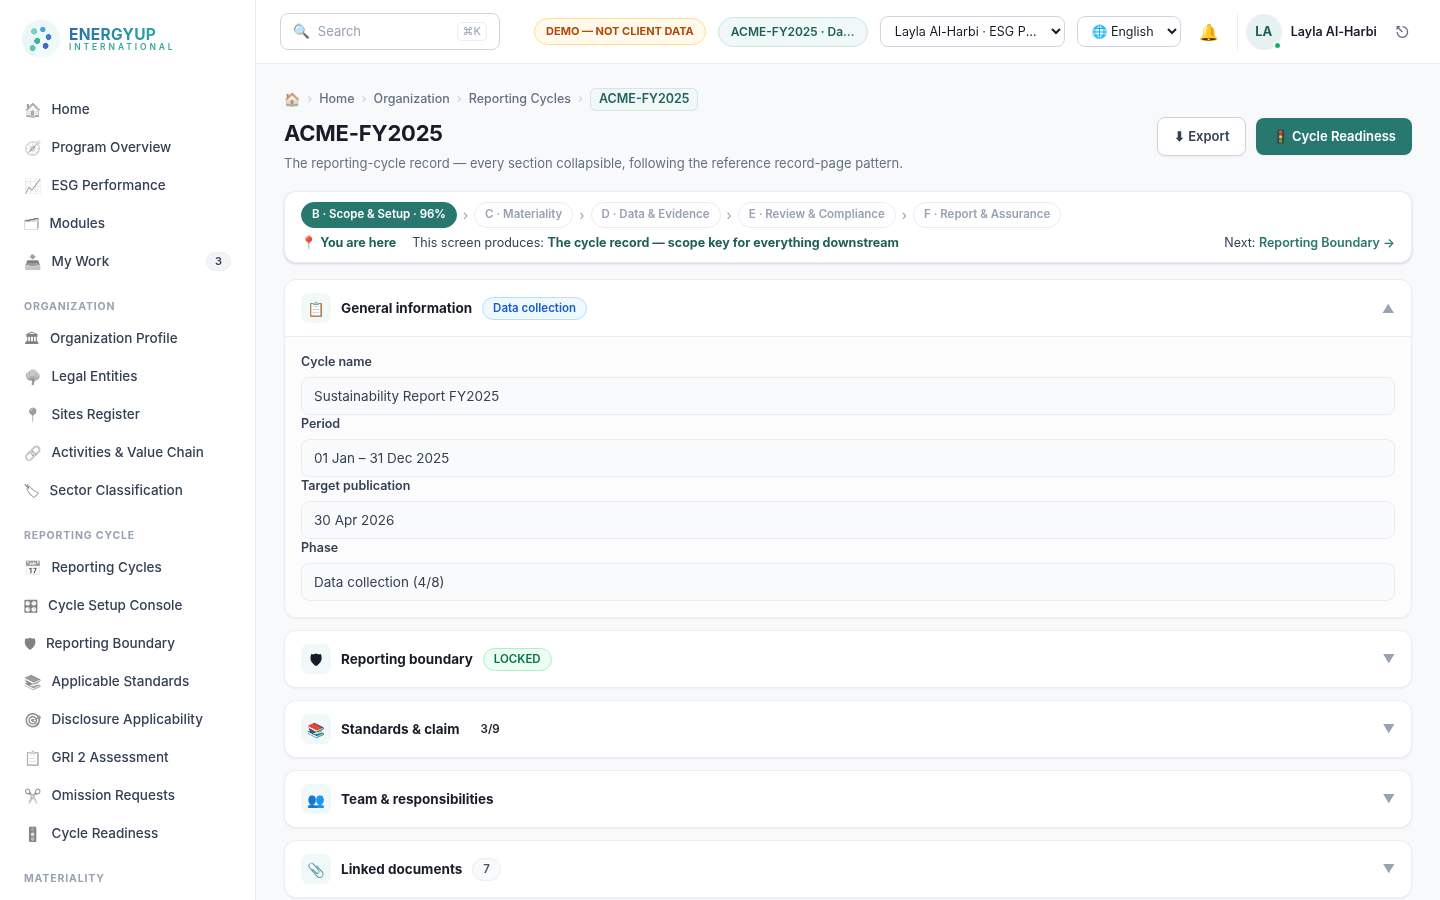 ENERGYUP
INTERNATIONAL
Search
⌘K
DEMO — NOT CLIENT DATA
ACME-FY2025 · Da...
Layla Al-Harbi · ESG P...
English
LA
Layla Al-Harbi
Home
Program Overview
ESG Performance
Modules
My Work
3
ORGANIZATION
Organization Profile
Legal Entities
Sites Register
Activities & Value Chain
Sector Classification
REPORTING CYCLE
Reporting Cycles
Cycle Setup Console
Reporting Boundary
Applicable Standards
Disclosure Applicability
GRI 2 Assessment
Omission Requests
Cycle Readiness
MATERIALITY
Home › Organization › Reporting Cycles › ACME-FY2025
ACME-FY2025
The reporting-cycle record — every section collapsible, following the reference record-page pattern.
Export
Cycle Readiness
B · Scope & Setup · 96% › C · Materiality › D · Data & Evidence › E · Review & Compliance › F · Report & Assurance
You are here This screen produces: The cycle record — scope key for everything downstream
Next: Reporting Boundary →
General information
Data collection
Cycle name
Sustainability Report FY2025
Period
01 Jan – 31 Dec 2025
Target publication
30 Apr 2026
Phase
Data collection (4/8)
Reporting boundary
LOCKED
Standards & claim
3/9
Team & responsibilities
Linked documents
7